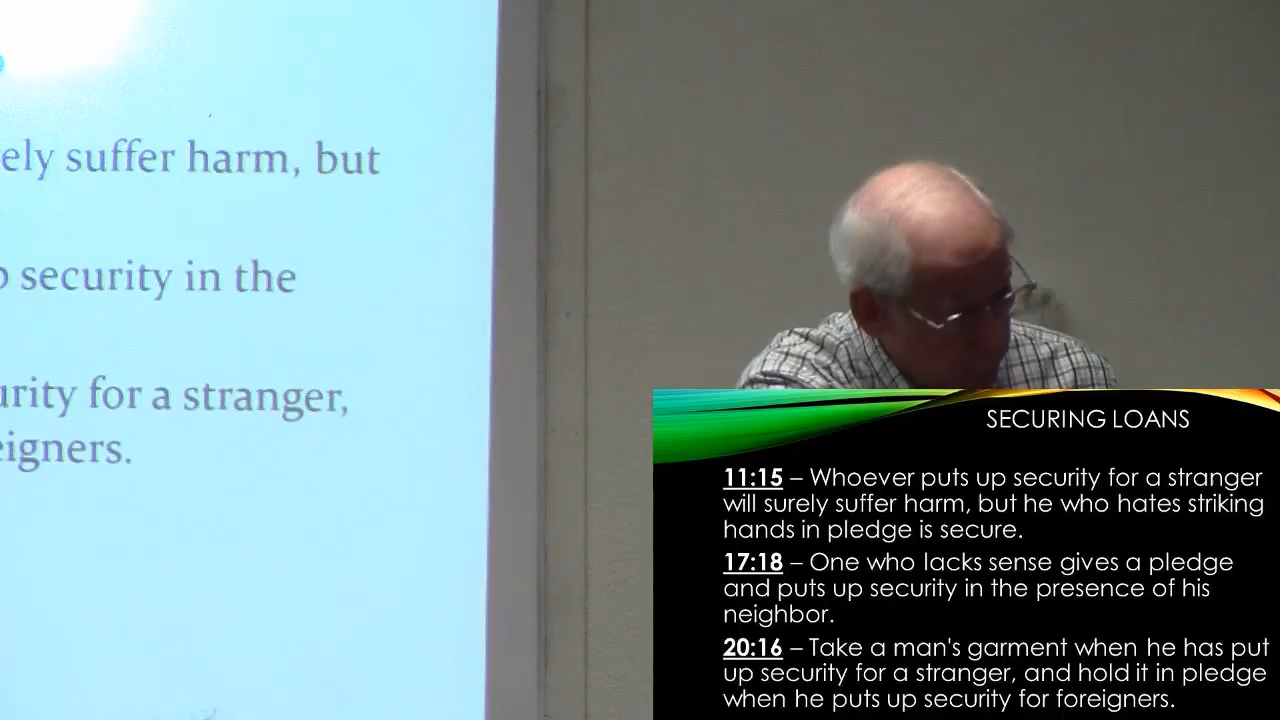 ely suffer harm, but
security in the
urity for a stranger,
eigners.
SECURING LOANS
11:15 – Whoever puts up security for a stranger
will surely suffer harm, but he who hates striking
hands in pledge is secure.
17:18 – One who lacks sense gives a pledge
and puts up security in the presence of his
neighbor.
20:16 – Take a man's garment when he has put
up security for a stranger, and hold it in pledge
when he puts up security for foreigners.